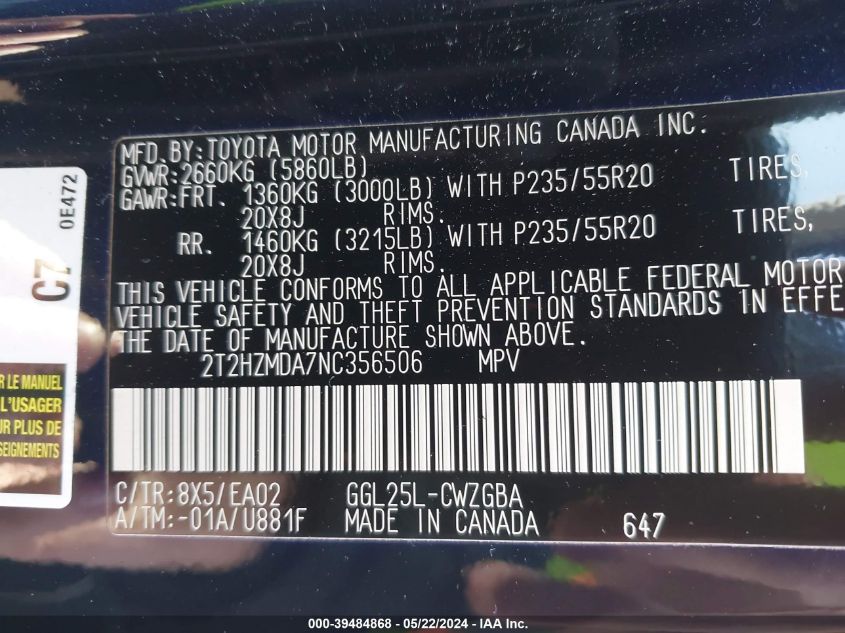 MFD.BY:TOYOTA MOTOR MANUFACTURING CANADA INC.
GVWR:2660KG (5860LB)
GAWR:FRT. 1360KG (3000LB) WITH P235/55R20 TIRES,
20X8J RIMS.
RR. 1460KG (3215LB) WITH P235/55R20 TIRES,
20X8J RIMS.
THIS VEHICLE CONFORMS TO ALL APPLICABLE FEDERAL MOTOR
VEHICLE SAFETY AND THEFT PREVENTION STANDARDS IN EFFE
THE DATE OF MANUFACTURE SHOWN ABOVE.
2T2HZMDA7NC356506 MPV
C/TR:8X5/EA02 GGL25L-CWZGBA
A/TM:-01A/U881F MADE IN CANADA 647
0E472
C7
R LE MANUEL
L'USAGER
UR PLUS DE
SEIGNEMENTS
000-39484868 - 05/22/2024 - IAA Inc.